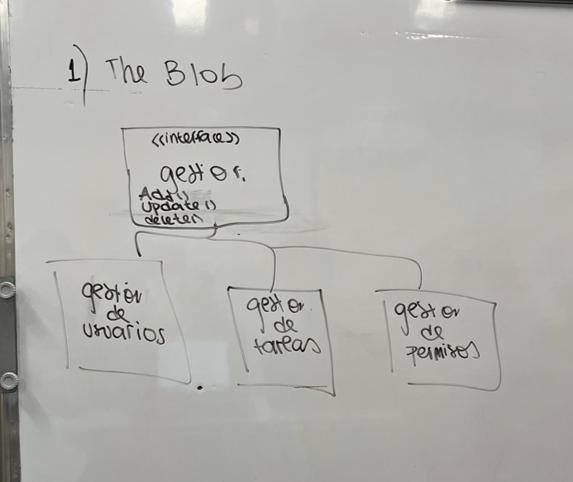 1) The Blob
<<interface>>
gestor.
Add()
update()
delete()
gestor
de
usuarios
gestor
de
tareas
gestor
de
permisos